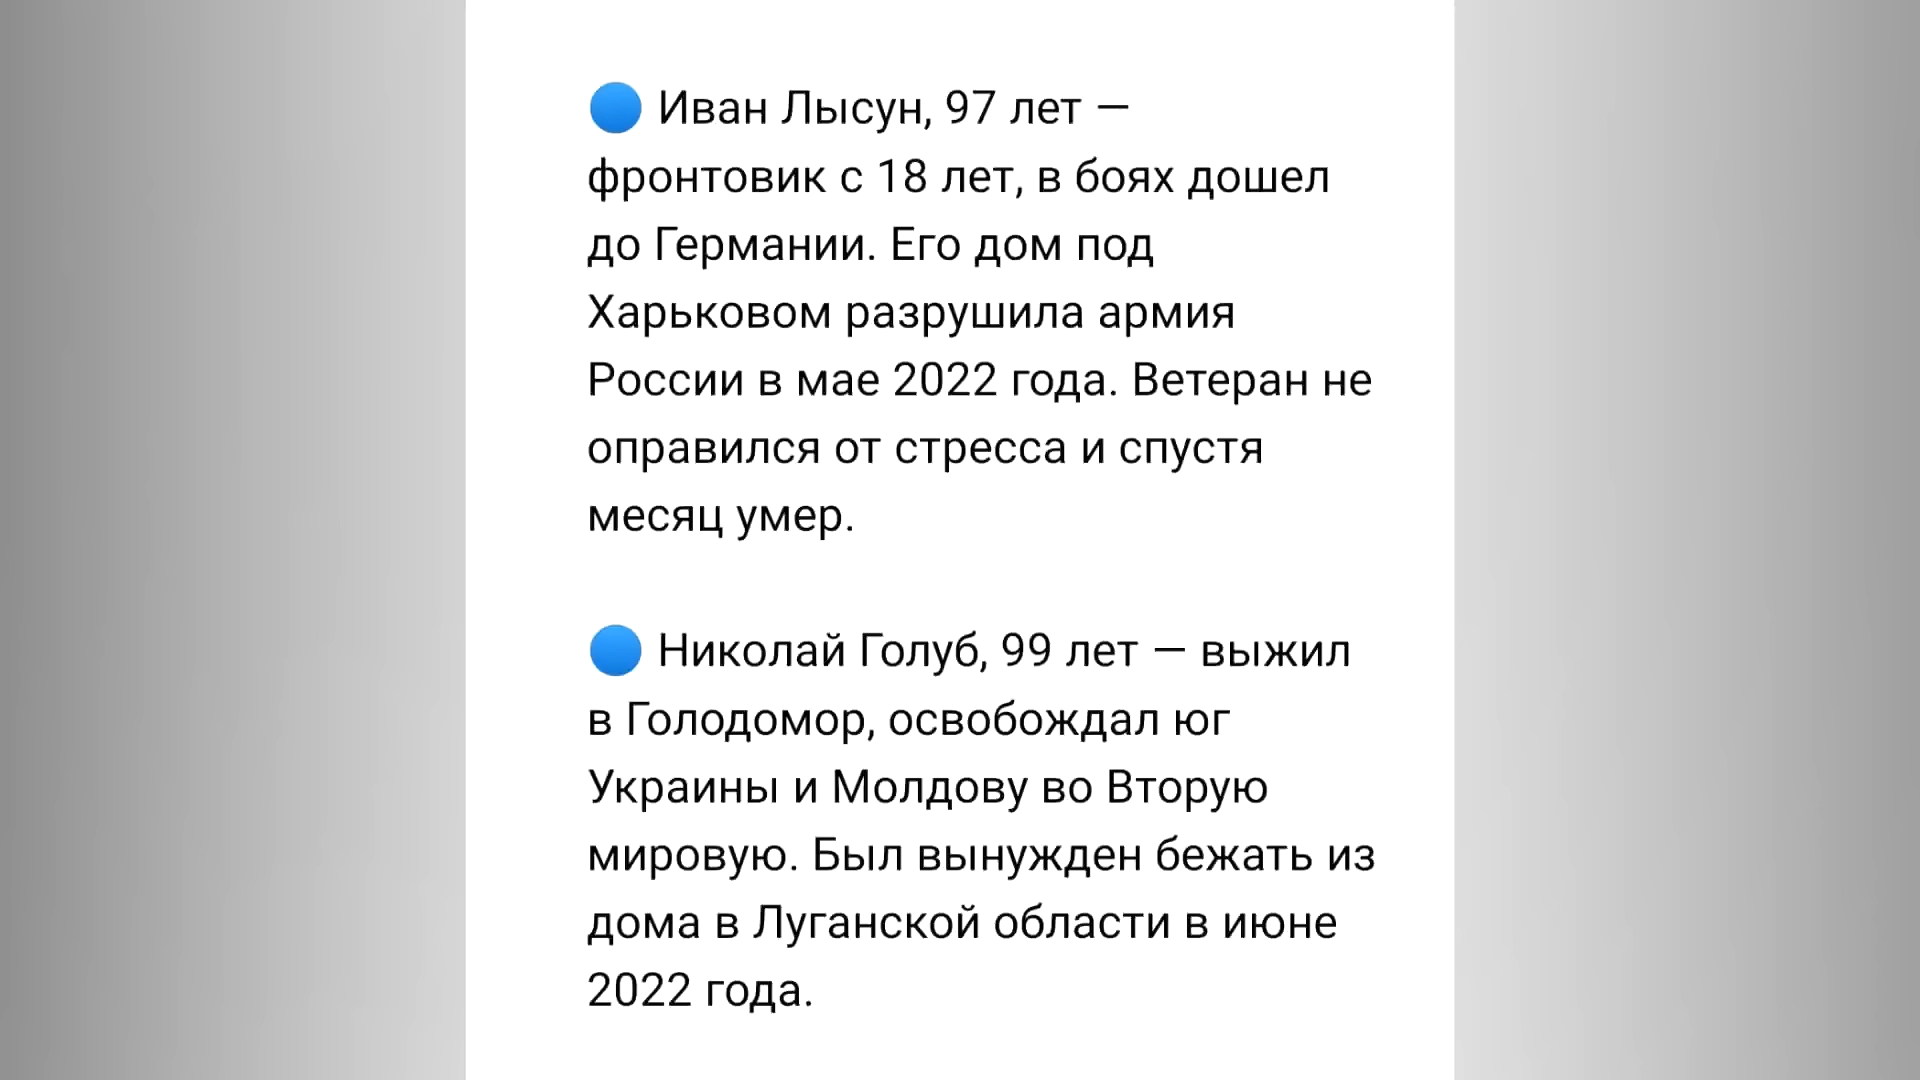 🔵 Иван Лысун, 97 лет —
фронтовик с 18 лет, в боях дошел
до Германии. Его дом под
Харьковом разрушила армия
России в мае 2022 года. Ветеран не
оправился от стресса и спустя
месяц умер.
🔵 Николай Голуб, 99 лет — выжил
в Голодомор, освобождал юг
Украины и Молдову во Вторую
мировую. Был вынужден бежать из
дома в Луганской области в июне
2022 года.